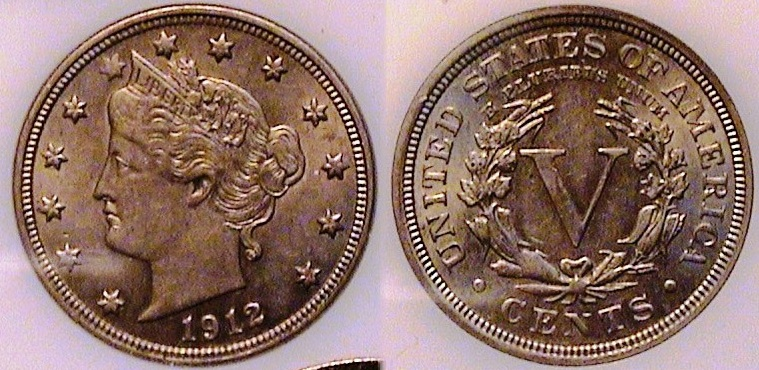 LIBERTY
1912
UNITED STATES OF AMERICA
E PLURIBUS UNUM
V
CENTS